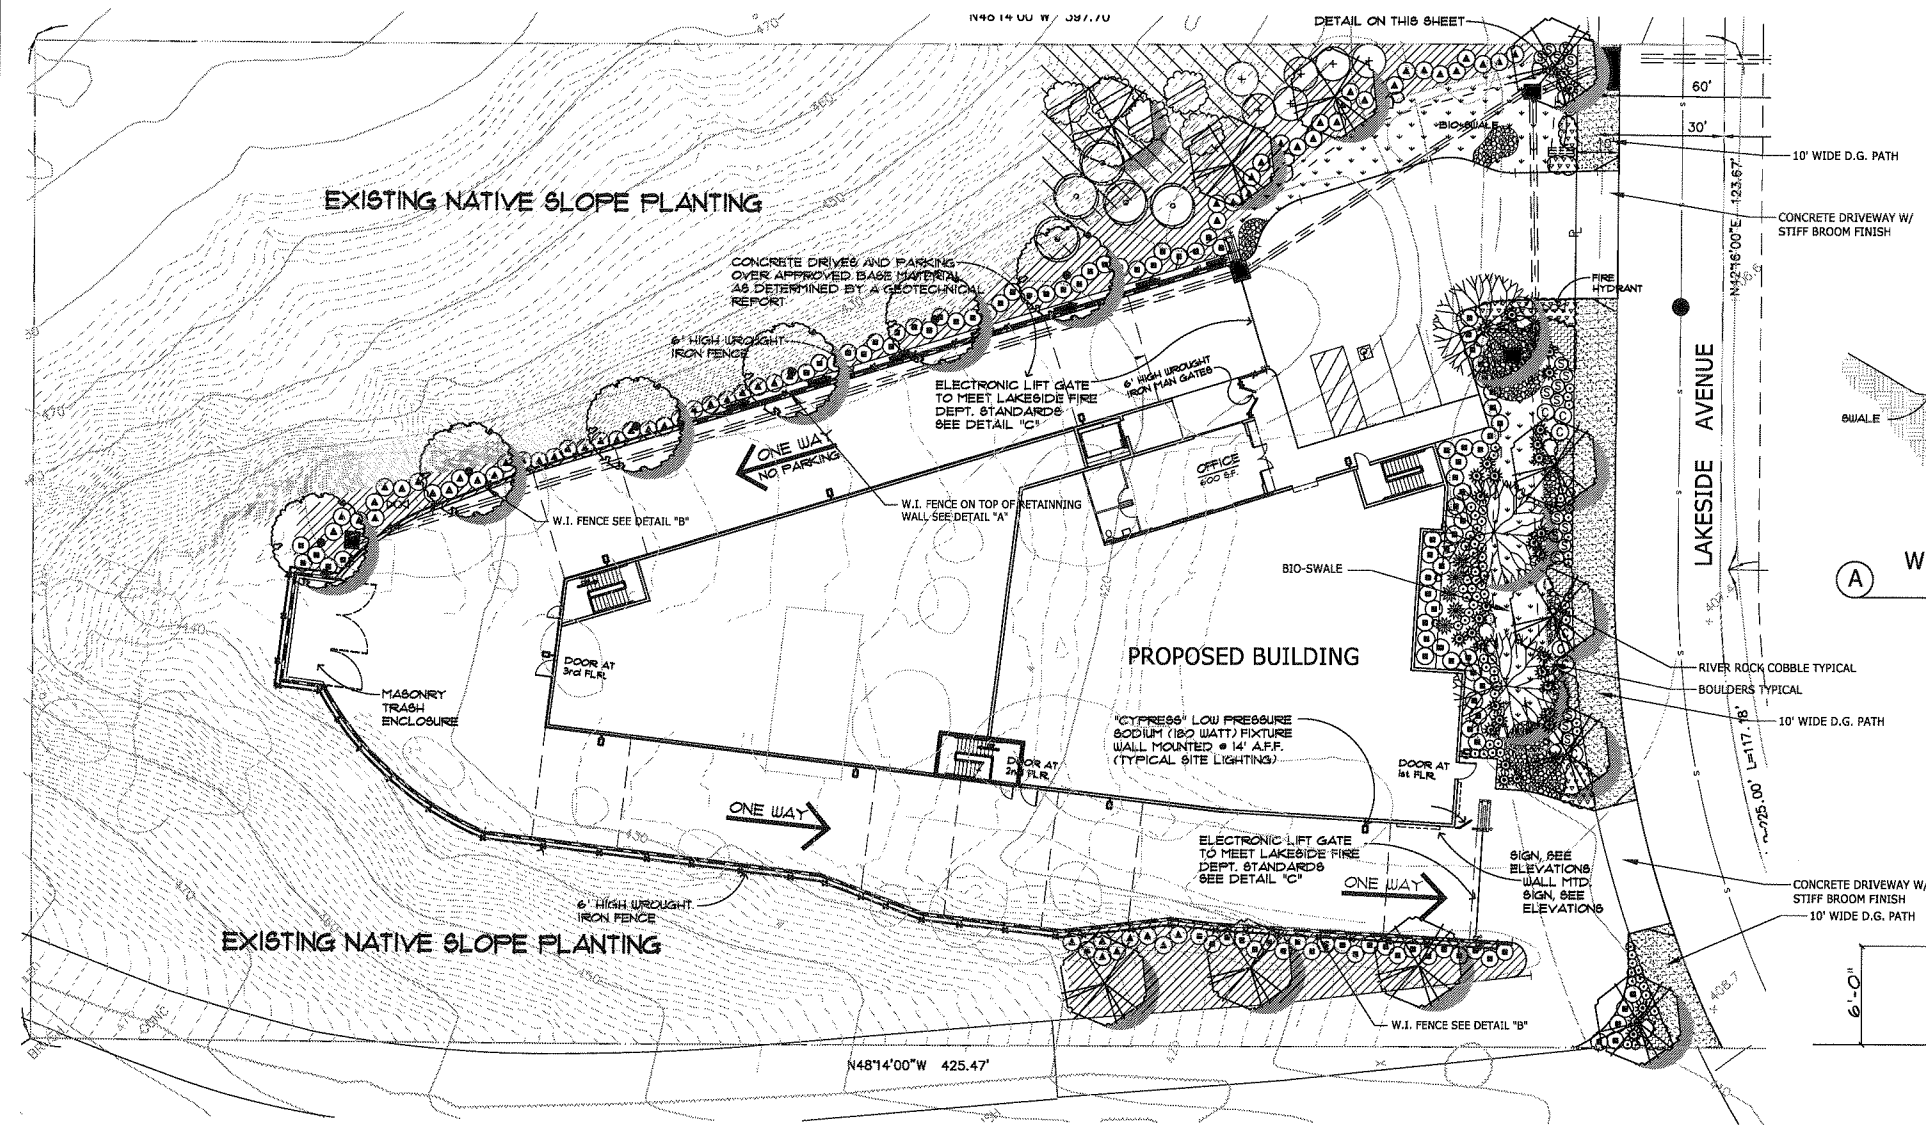 N48°14'00"W 397.70
DETAIL ON THIS SHEET
60'
30'
BIO-SWALE
10' WIDE D.G. PATH
N42°16'00"E 123.67'
CONCRETE DRIVEWAY W/
STIFF BROOM FINISH
FIRE
HYDRANT
EXISTING NATIVE SLOPE PLANTING
CONCRETE DRIVES AND PARKING
OVER APPROVED BASE MATERIAL
AS DETERMINED BY A GEOTECHNICAL
REPORT
6' HIGH WROUGHT
IRON FENCE
ELECTRONIC LIFT GATE
TO MEET LAKESIDE FIRE
DEPT. STANDARDS
SEE DETAIL "C"
6' HIGH WROUGHT
IRON MAN GATES
ONE WAY
NO PARKING
OFFICE
600 S.F.
W.I. FENCE SEE DETAIL "B"
W.I. FENCE ON TOP OF RETAINNING
WALL SEE DETAIL "A"
LAKESIDE AVENUE
SWALE
A
W
BIO-SWALE
PROPOSED BUILDING
DOOR AT
3rd FLR.
MASONRY
TRASH
ENCLOSURE
RIVER ROCK COBBLE TYPICAL
BOULDERS TYPICAL
10' WIDE D.G. PATH
"CYPRESS" LOW PRESSURE
SODIUM (180 WATT) FIXTURE
WALL MOUNTED @ 14' A.F.F.
(TYPICAL SITE LIGHTING)
DOOR AT
2nd FLR.
DOOR AT
1st FLR.
225.00' L=117.18'
ONE WAY
ELECTRONIC LIFT GATE
TO MEET LAKESIDE FIRE
DEPT. STANDARDS
SEE DETAIL "C"
SIGN, SEE
ELEVATIONS
WALL MTD.
SIGN, SEE
ELEVATIONS
ONE WAY
CONCRETE DRIVEWAY W/
STIFF BROOM FINISH
10' WIDE D.G. PATH
6' HIGH WROUGHT
IRON FENCE
EXISTING NATIVE SLOPE PLANTING
6'-0"
408.7
W.I. FENCE SEE DETAIL "B"
N48°14'00"W 425.47'